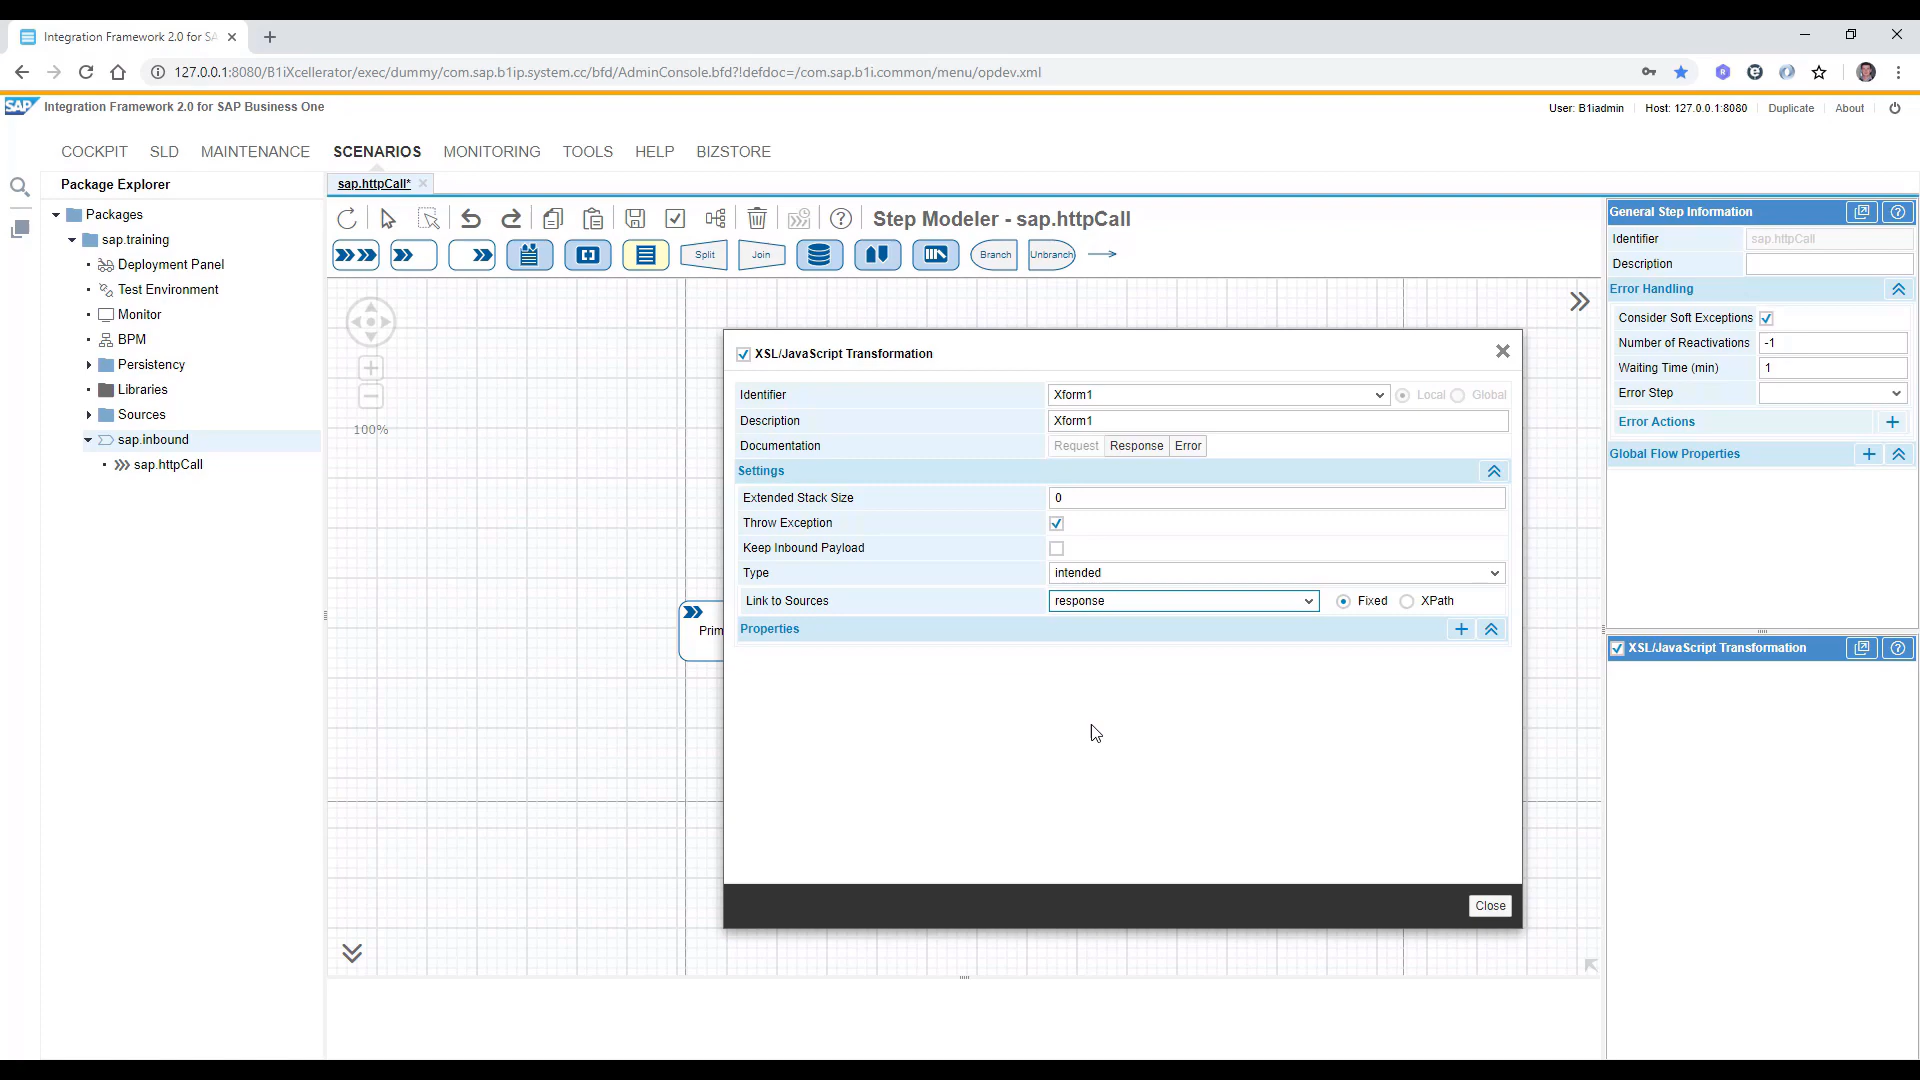 Integration Framework 2.0 for SA
127.0.0.1:8080/B1iXcellerator/exec/dummy/com.sap.b1ip.system.cc/bfd/AdminConsole.bfd?!defdoc=/com.sap.b1i.common/menu/opdev.xml
SAP Integration Framework 2.0 for SAP Business One
User: B1iadmin Host: 127.0.0.1:8080 Duplicate About
COCKPIT SLD MAINTENANCE SCENARIOS MONITORING TOOLS HELP BIZSTORE
Package Explorer
Packages
sap.training
Deployment Panel
Test Environment
Monitor
BPM
Persistency
Libraries
Sources
sap.inbound
sap.httpCall
sap.httpCall*
Step Modeler - sap.httpCall
Split Join Branch Unbranch
100%
Prim
XSL/JavaScript Transformation
Identifier Xform1 Local Global
Description Xform1
Documentation Request Response Error
Settings
Extended Stack Size 0
Throw Exception
Keep Inbound Payload
Type intended
Link to Sources response Fixed XPath
Properties
Close
General Step Information
Identifier sap.httpCall
Description
Error Handling
Consider Soft Exceptions
Number of Reactivations -1
Waiting Time (min) 1
Error Step
Error Actions
Global Flow Properties
XSL/JavaScript Transformation